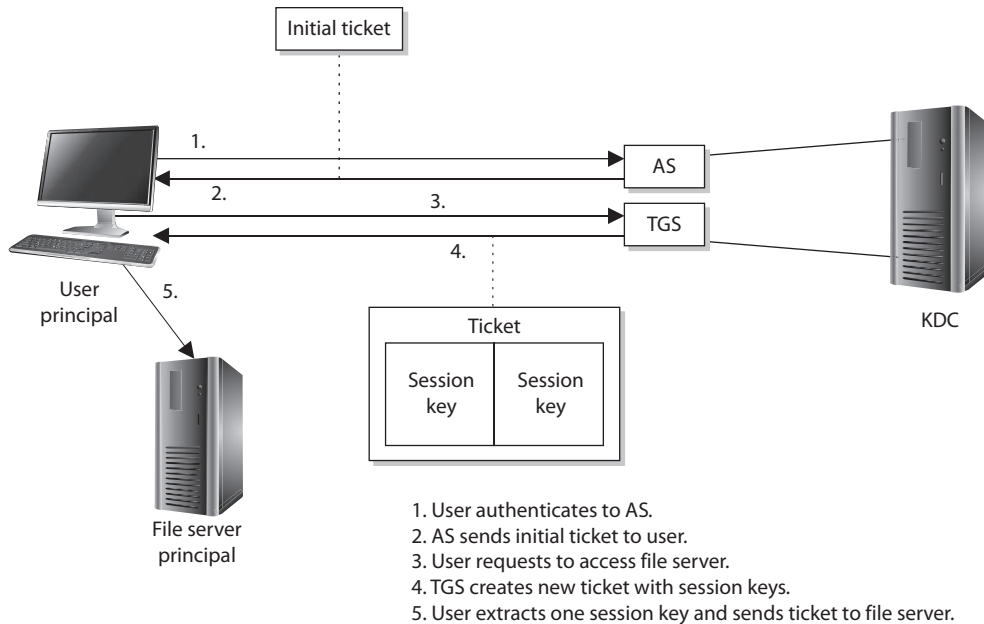 Initial ticket
1.
AS
2.
3.
TGS
4.
User
principal
5.
KDC
Ticket
Session
key
Session
key
File server
principal
1. User authenticates to AS.
2. AS sends initial ticket to user.
3. User requests to access file server.
4. TGS creates new ticket with session keys.
5. User extracts one session key and sends ticket to file server.